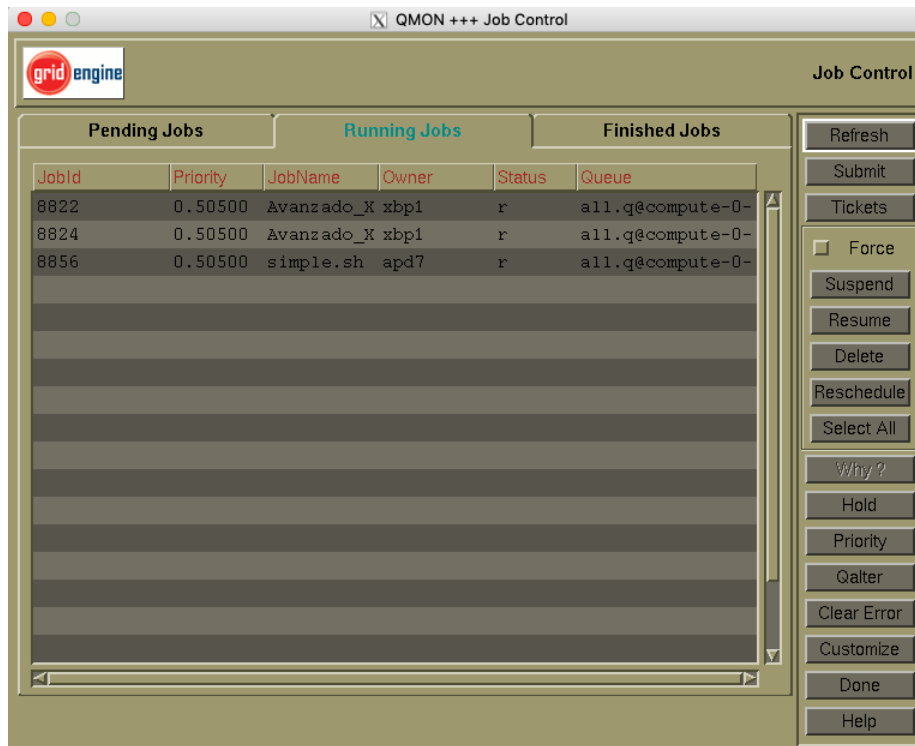 X QMON +++ Job Control
grid engine
Job Control
Pending Jobs Running Jobs Finished Jobs
JobId Priority JobName Owner Status Queue
8822 0.50500 Avanzado_X xbp1 r all.q@compute-0-
8824 0.50500 Avanzado_X xbp1 r all.q@compute-0-
8856 0.50500 simple.sh apd7 r all.q@compute-0-
Refresh
Submit
Tickets
Force
Suspend
Resume
Delete
Reschedule
Select All
Why ?
Hold
Priority
Qalter
Clear Error
Customize
Done
Help